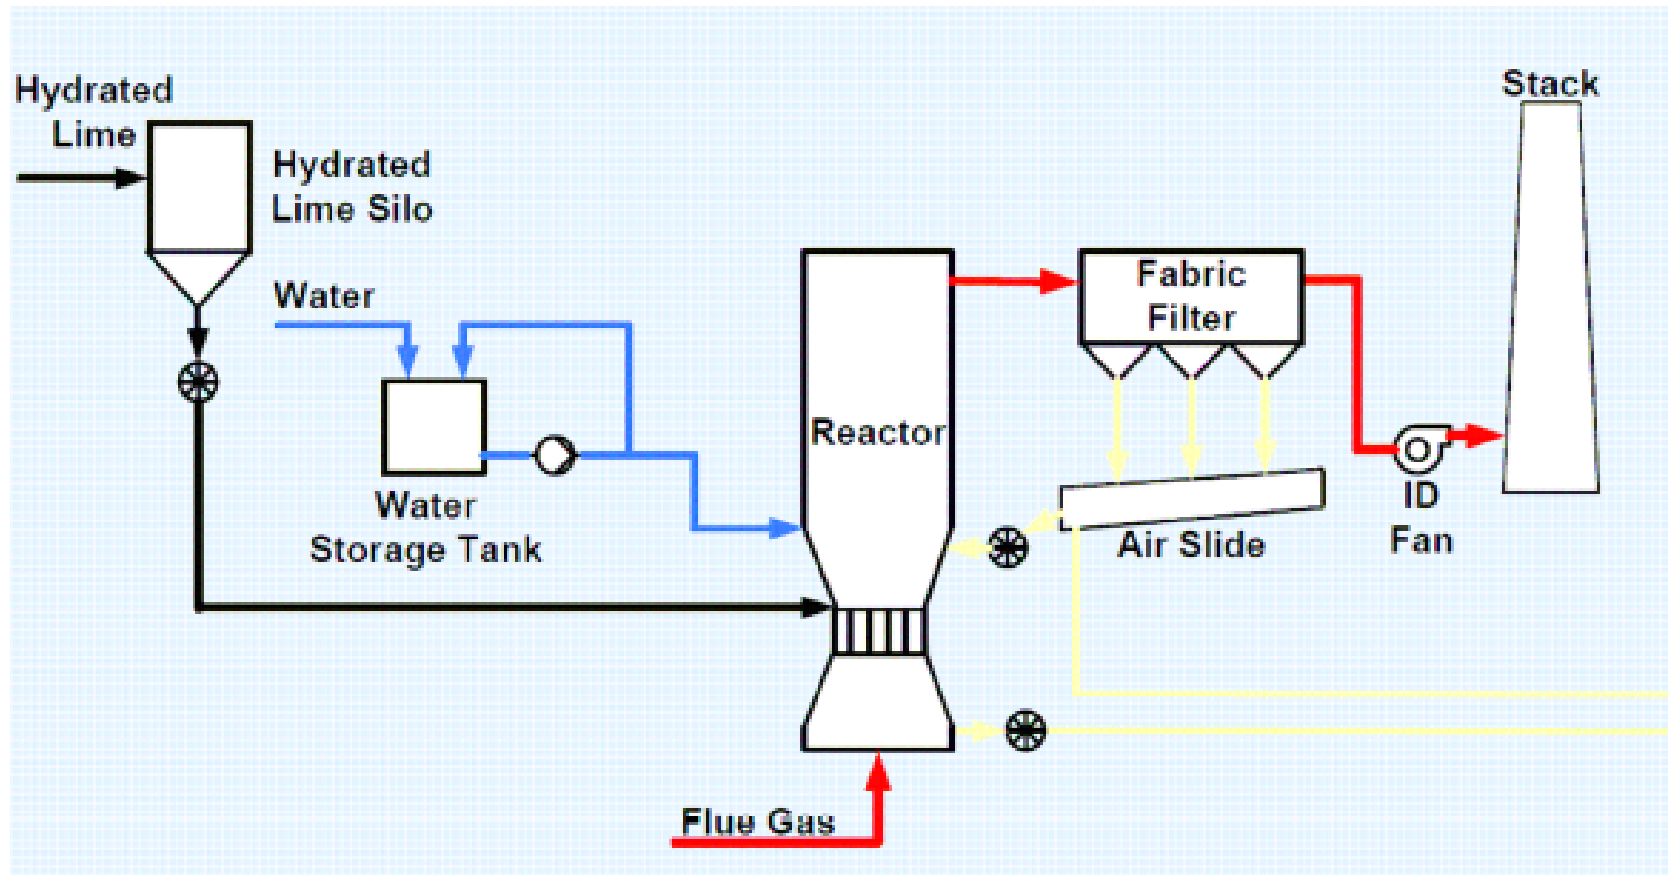 Hydrated
Lime
Hydrated
Lime Silo
Water
Water
Storage Tank
Reactor
Fabric
Filter
Air Slide
ID
Fan
Stack
Flue Gas